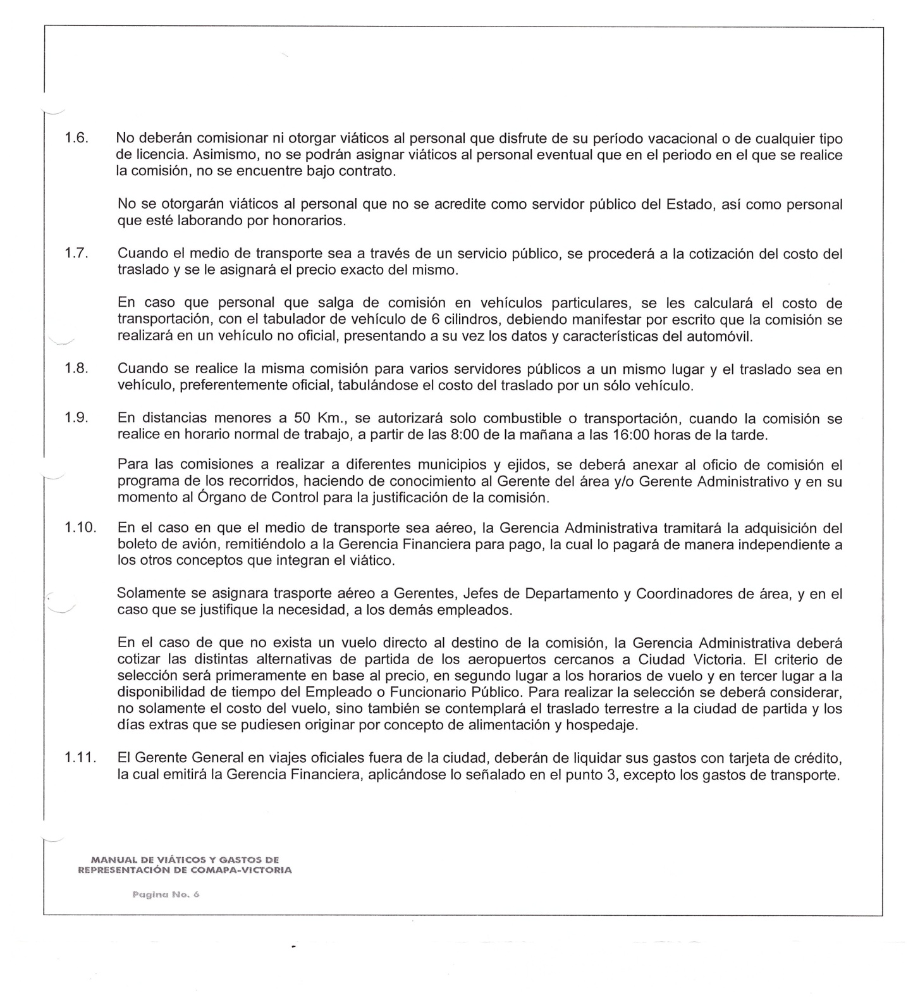 1.6. No deberán comisionar ni otorgar viáticos al personal que disfrute de su período vacacional o de cualquier tipo
de licencia. Asimismo, no se podrán asignar viáticos al personal eventual que en el periodo en el que se realice
la comisión, no se encuentre bajo contrato.
No se otorgarán viáticos al personal que no se acredite como servidor público del Estado, así como personal
que esté laborando por honorarios.
1.7. Cuando el medio de transporte sea a través de un servicio público, se procederá a la cotización del costo del
traslado y se le asignará el precio exacto del mismo.
En caso que personal que salga de comisión en vehículos particulares, se les calculará el costo de
transportación, con el tabulador de vehículo de 6 cilindros, debiendo manifestar por escrito que la comisión se
realizará en un vehículo no oficial, presentando a su vez los datos y características del automóvil.
1.8. Cuando se realice la misma comisión para varios servidores públicos a un mismo lugar y el traslado sea en
vehículo, preferentemente oficial, tabulándose el costo del traslado por un sólo vehículo.
1.9. En distancias menores a 50 Km., se autorizará solo combustible o transportación, cuando la comisión se
realice en horario normal de trabajo, a partir de las 8:00 de la mañana a las 16:00 horas de la tarde.
Para las comisiones a realizar a diferentes municipios y ejidos, se deberá anexar al oficio de comisión el
programa de los recorridos, haciendo de conocimiento al Gerente del área y/o Gerente Administrativo y en su
momento al Órgano de Control para la justificación de la comisión.
1.10. En el caso en que el medio de transporte sea aéreo, la Gerencia Administrativa tramitará la adquisición del
boleto de avión, remitiéndolo a la Gerencia Financiera para pago, la cual lo pagará de manera independiente a
los otros conceptos que integran el viático.
Solamente se asignara trasporte aéreo a Gerentes, Jefes de Departamento y Coordinadores de área, y en el
caso que se justifique la necesidad, a los demás empleados.
En el caso de que no exista un vuelo directo al destino de la comisión, la Gerencia Administrativa deberá
cotizar las distintas alternativas de partida de los aeropuertos cercanos a Ciudad Victoria. El criterio de
selección será primeramente en base al precio, en segundo lugar a los horarios de vuelo y en tercer lugar a la
disponibilidad de tiempo del Empleado o Funcionario Público. Para realizar la selección se deberá considerar,
no solamente el costo del vuelo, sino también se contemplará el traslado terrestre a la ciudad de partida y los
días extras que se pudiesen originar por concepto de alimentación y hospedaje.
1.11. El Gerente General en viajes oficiales fuera de la ciudad, deberán de liquidar sus gastos con tarjeta de crédito,
la cual emitirá la Gerencia Financiera, aplicándose lo señalado en el punto 3, excepto los gastos de transporte.
MANUAL DE VIÁTICOS Y GASTOS DE
REPRESENTACIÓN DE COMAPA-VICTORIA
Pagina No. 6